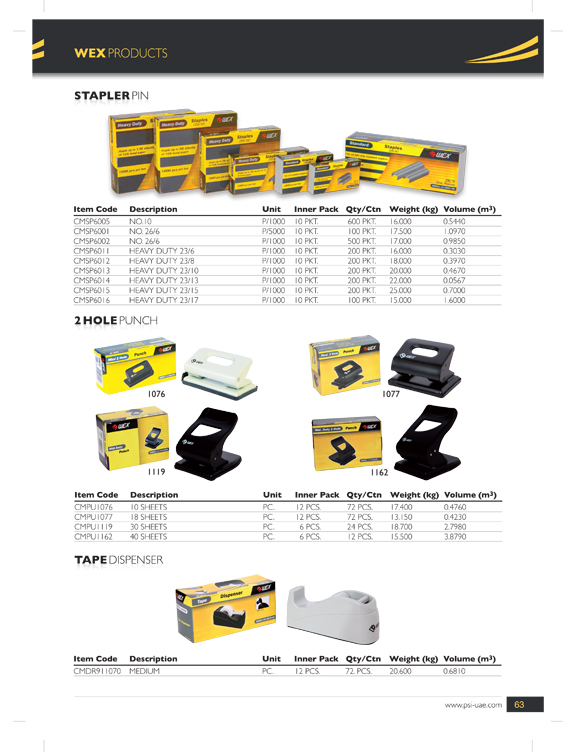 WEX PRODUCTS
STAPLER PIN
Item Code Description Unit Inner Pack Qty/Ctn Weight (kg) Volume (m³)
CMSP6005 NO.10 P/1000 10 PKT. 600 PKT. 16.000 0.5440
CMSP6001 NO. 26/6 P/5000 10 PKT. 100 PKT. 17.500 1.0970
CMSP6002 NO. 26/6 P/1000 10 PKT. 500 PKT. 17.000 0.9850
CMSP6011 HEAVY DUTY 23/6 P/1000 10 PKT. 200 PKT. 16.000 0.3030
CMSP6012 HEAVY DUTY 23/8 P/1000 10 PKT. 200 PKT. 18.000 0.3970
CMSP6013 HEAVY DUTY 23/10 P/1000 10 PKT. 200 PKT. 20.000 0.4670
CMSP6014 HEAVY DUTY 23/13 P/1000 10 PKT. 200 PKT. 22.000 0.0567
CMSP6015 HEAVY DUTY 23/15 P/1000 10 PKT. 200 PKT. 25.000 0.7000
CMSP6016 HEAVY DUTY 23/17 P/1000 10 PKT. 200 PKT. 15.000 1.6000
2 HOLE PUNCH
1076
1077
1119
1162
Item Code Description Unit Inner Pack Qty/Ctn Weight (kg) Volume (m³)
CMPU1076 10 SHEETS PC. 12 PCS. 72 PCS. 17.400 0.4760
CMPU1077 18 SHEETS PC. 12 PCS. 72 PCS. 13.150 0.4230
CMPU1119 30 SHEETS PC. 6 PCS. 24 PCS. 18.700 2.7980
CMPU1162 40 SHEETS PC. 6 PCS. 12 PCS. 15.500 3.8790
TAPE DISPENSER
Tape Dispenser WEX
Item Code Description Unit Inner Pack Qty/Ctn Weight (kg) Volume (m³)
CMDR911070 MEDIUM PC. 12 PCS. 72. PCS. 20.600 0.6810
www.psi-uae.com 63